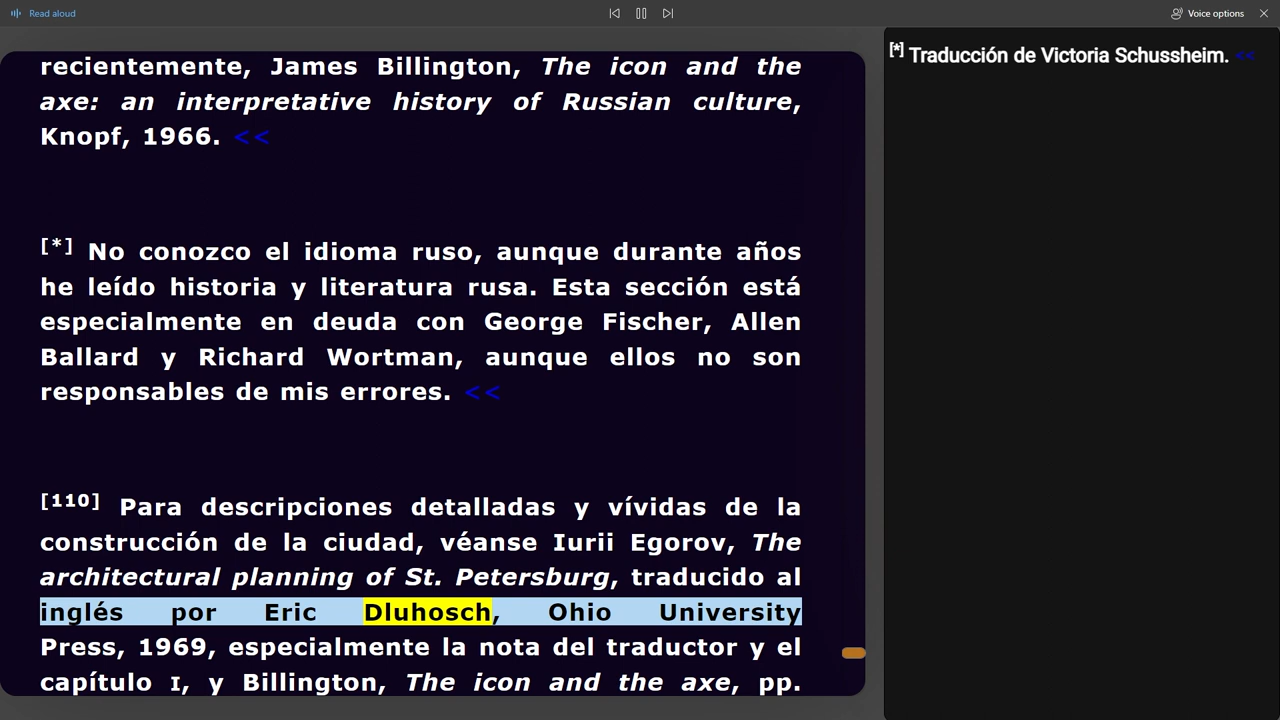 Read aloud
Voice options
recientemente, James Billington, The icon and the
axe: an interpretative history of Russian culture,
Knopf, 1966. <<
[*] No conozco el idioma ruso, aunque durante años
he leído historia y literatura rusa. Esta sección está
especialmente en deuda con George Fischer, Allen
Ballard y Richard Wortman, aunque ellos no son
responsables de mis errores. <<
[110] Para descripciones detalladas y vívidas de la
construcción de la ciudad, véanse Iurii Egorov, The
architectural planning of St. Petersburg, traducido al
inglés por Eric Dluhosch, Ohio University
Press, 1969, especialmente la nota del traductor y el
capítulo I, y Billington, The icon and the axe, pp.
[*] Traducción de Victoria Schussheim. <<